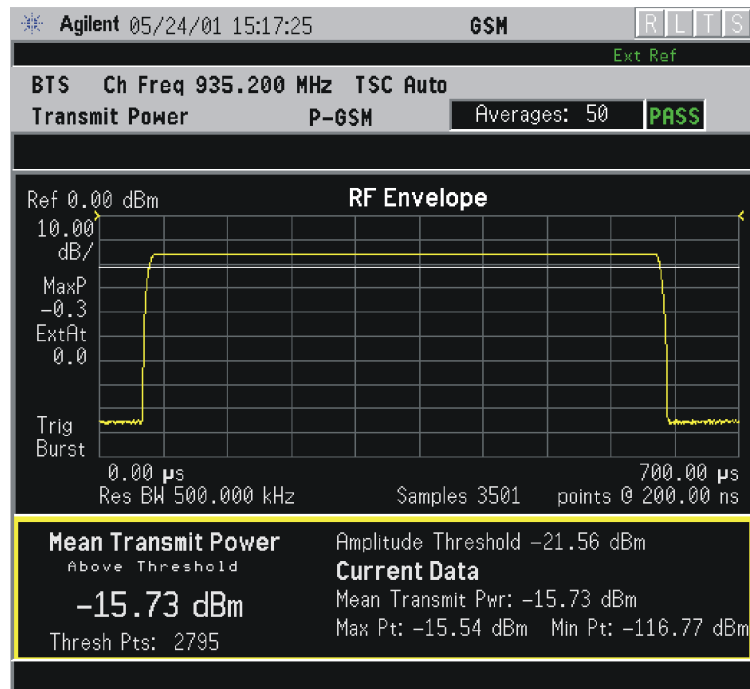 Agilent 05/24/01 15:17:25 GSM R L T S
Ext Ref
BTS Ch Freq 935.200 MHz TSC Auto
Transmit Power P-GSM Averages: 50 PASS
Ref 0.00 dBm RF Envelope
10.00
dB/
MaxP
-0.3
ExtAt
0.0
Trig
Burst
0.00 µs 700.00 µs
Res BW 500.000 kHz Samples 3501 points @ 200.00 ns
Mean Transmit Power Amplitude Threshold -21.56 dBm
Above Threshold Current Data
-15.73 dBm Mean Transmit Pwr: -15.73 dBm
Max Pt: -15.54 dBm Min Pt: -116.77 dBm
Thresh Pts: 2795